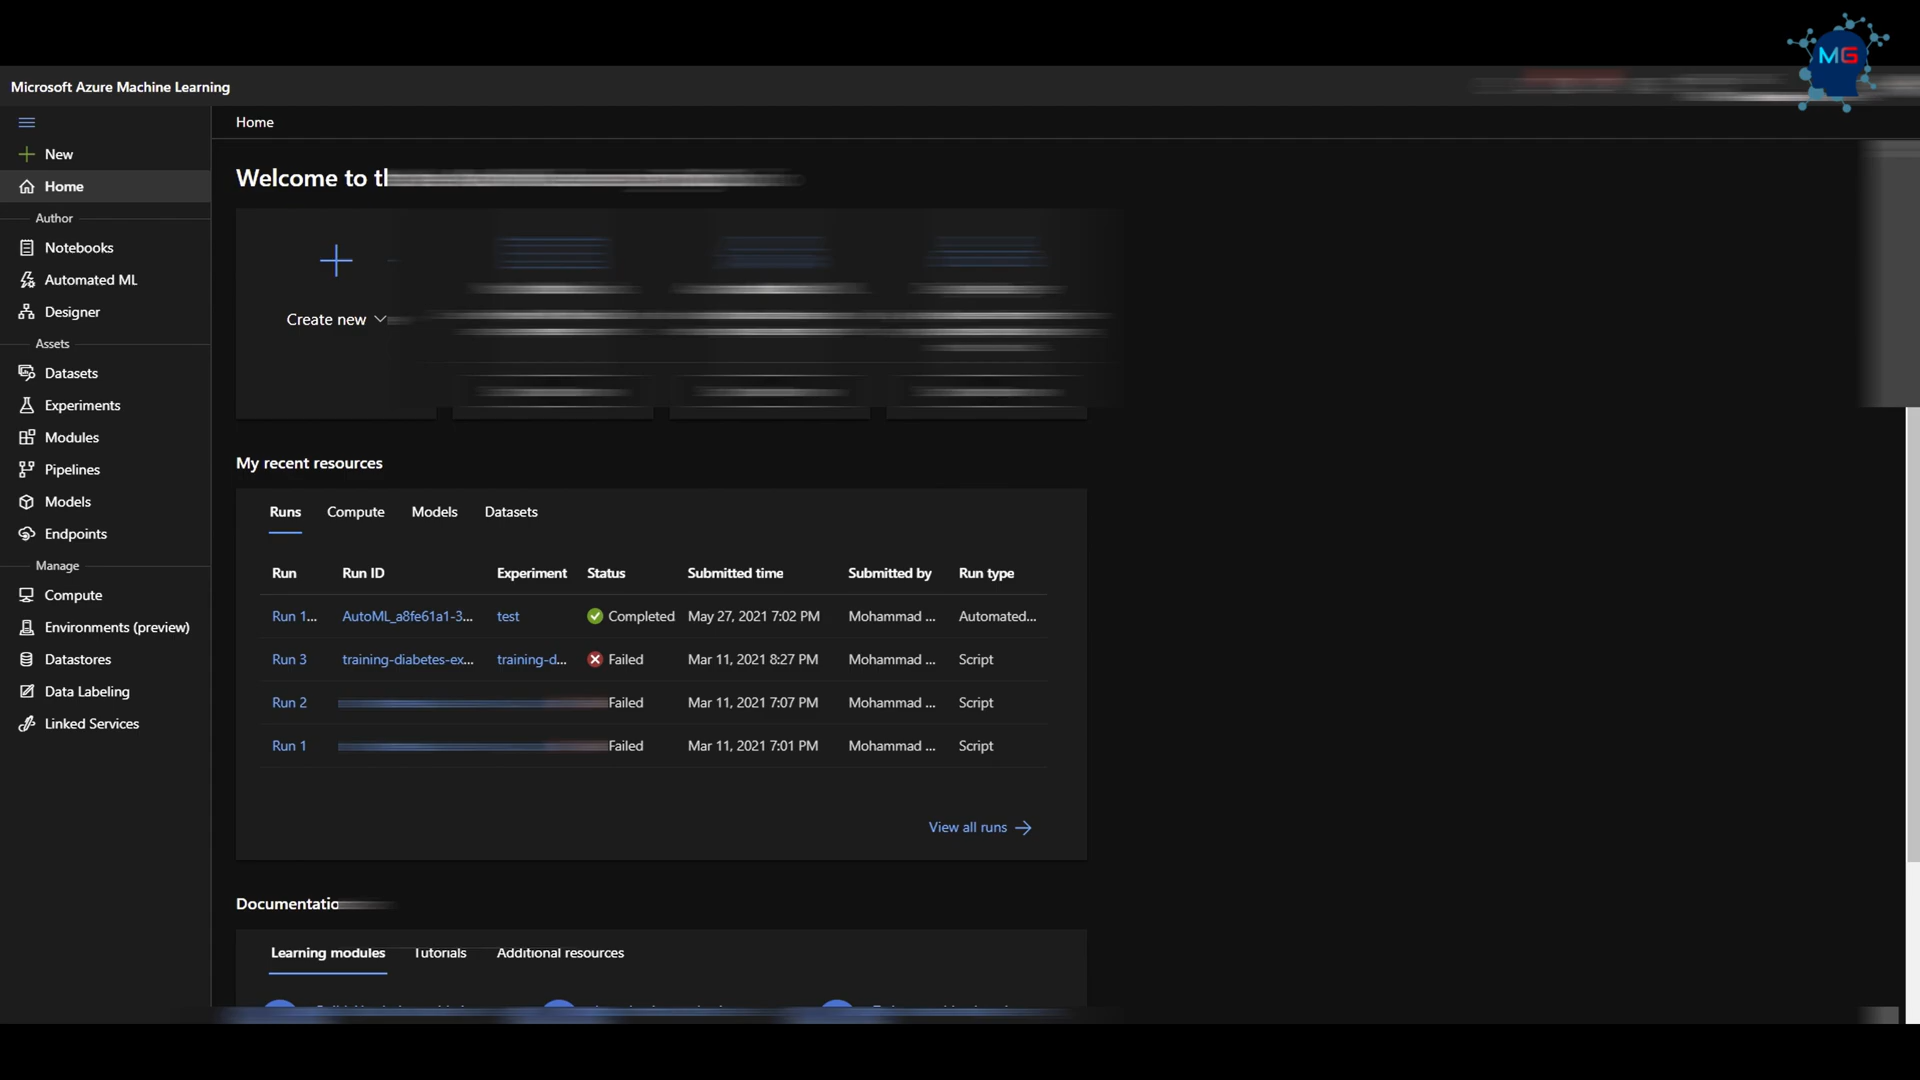 MG
Microsoft Azure Machine Learning
Home
New
Home
Author
Notebooks
Automated ML
Designer
Assets
Datasets
Experiments
Modules
Pipelines
Models
Endpoints
Manage
Compute
Environments (preview)
Datastores
Data Labeling
Linked Services
Welcome to
Create new
My recent resources
Runs Compute Models Datasets
Run Run ID Experiment Status Submitted time Submitted by Run type
Run 1... AutoML_a8fe61a1-3... test Completed May 27, 2021 7:02 PM Mohammad ... Automated...
Run 3 training-diabetes-ex... training-d... Failed Mar 11, 2021 8:27 PM Mohammad ... Script
Run 2 Failed Mar 11, 2021 7:07 PM Mohammad ... Script
Run 1 Failed Mar 11, 2021 7:01 PM Mohammad ... Script
View all runs
Documentatio
Learning modules Tutorials Additional resources